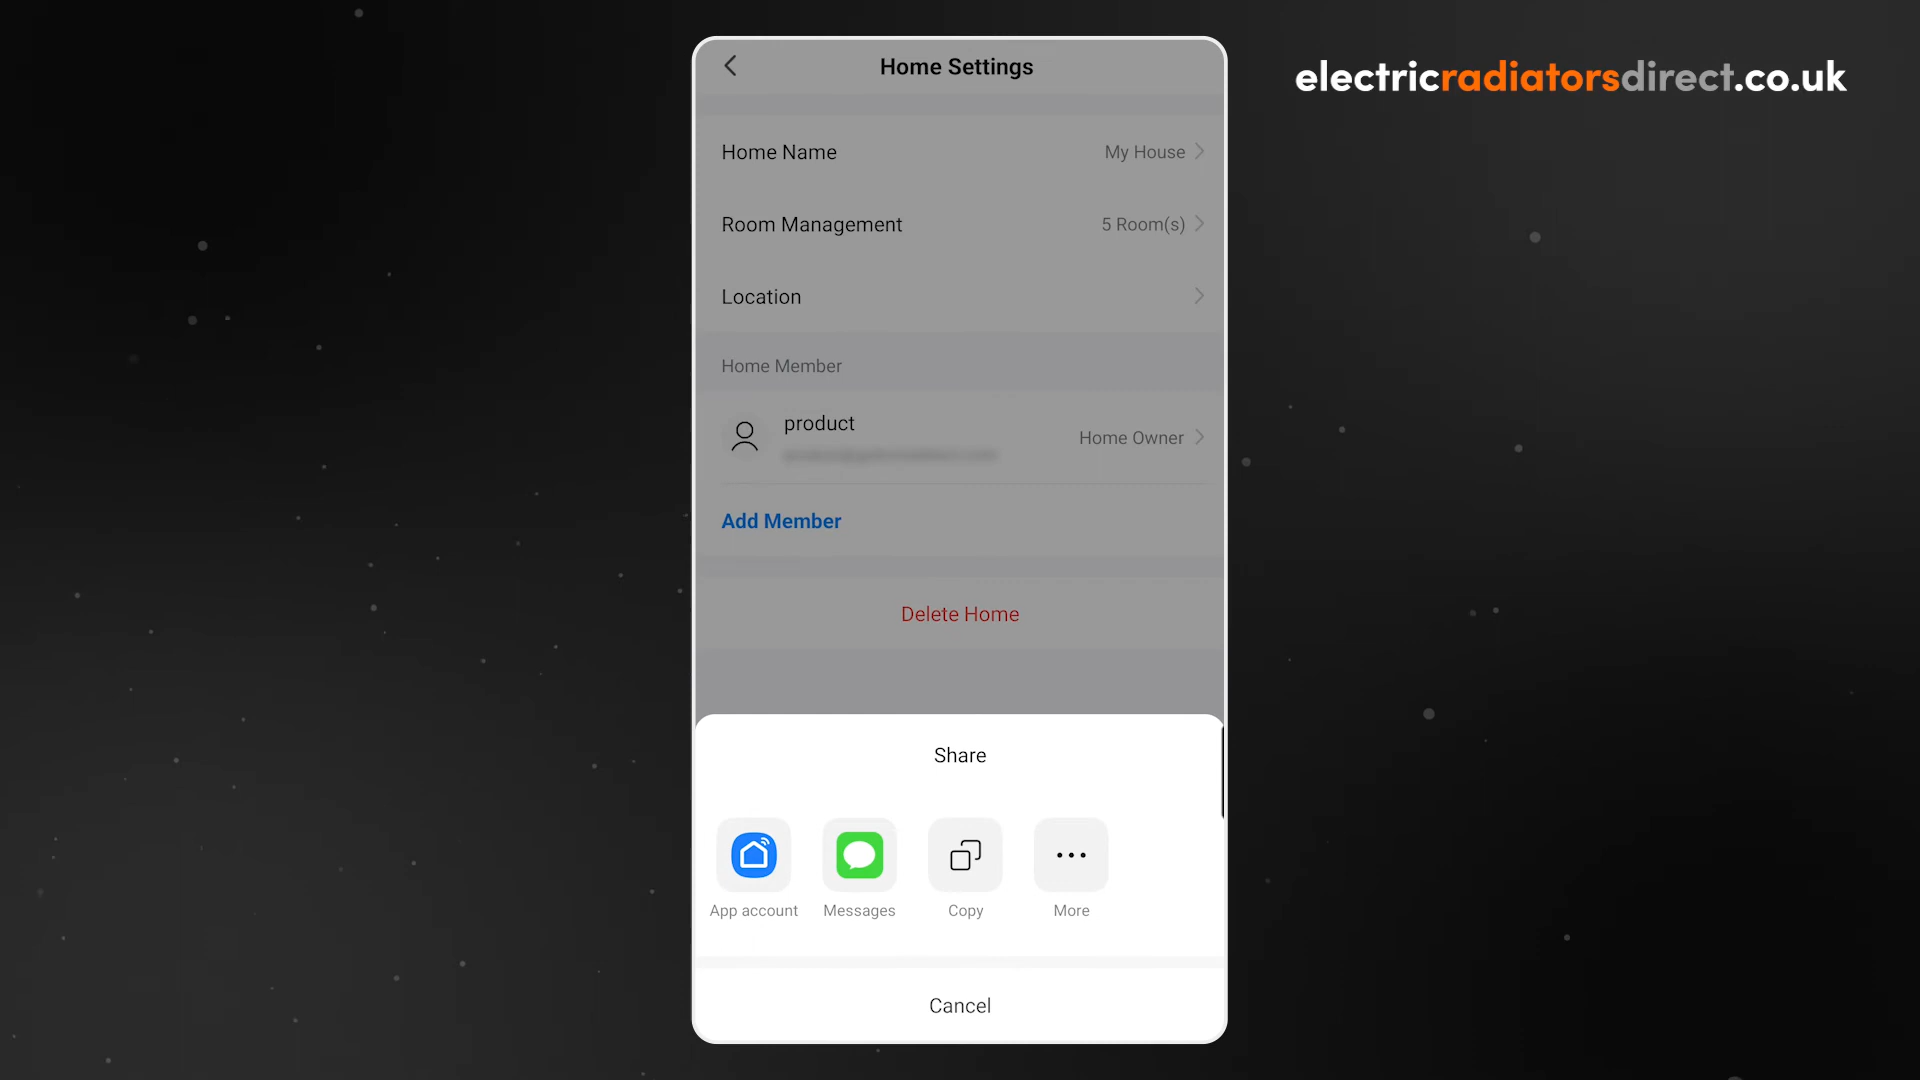 Home Settings
electricradiatorsdirect.co.uk
Home Name
My House
Room Management
5 Room(s)
Location
Home Member
product
Home Owner
Add Member
Delete Home
Share
App account
Messages
Copy
More
Cancel